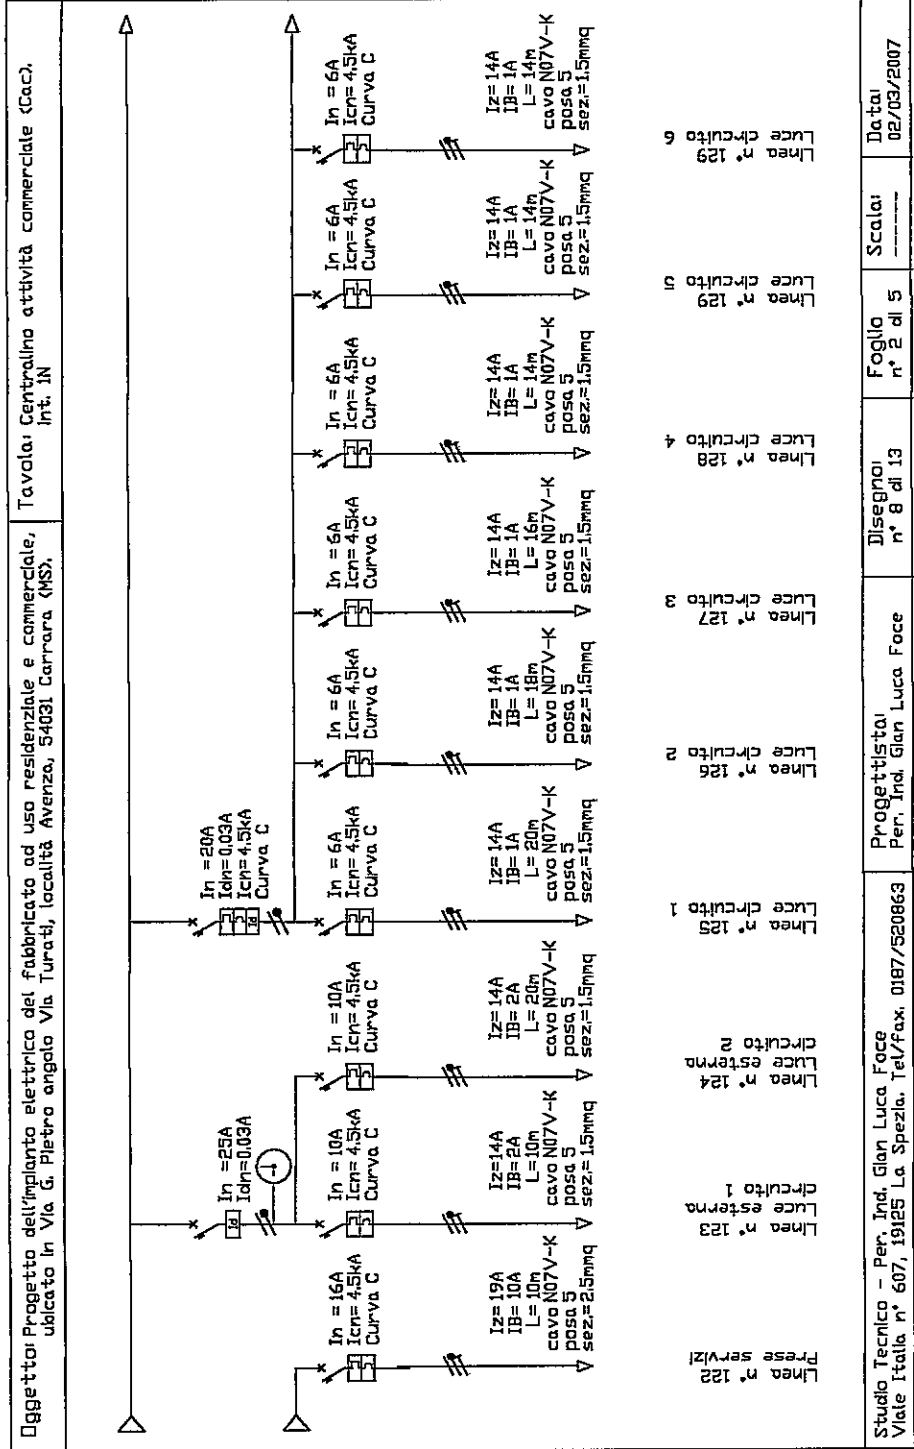 Oggetto: Progetto dell'impianto elettrico del fabbricato ad uso residenziale e commerciale,
ubicato in Via G. Pietro angolo Via Turati, località Avenza, 54031 Carrara (MS).
Tavola: Centralino attività commerciale (Cac).
Int. 1N
In =25A
Idn=0.03A
In =20A
Idn=0.03A
Icn=4.5kA
Curva C
In =16A
Icn= 4.5kA
Curva C
In =10A
Icn= 4.5kA
Curva C
In =10A
Icn= 4.5kA
Curva C
In =6A
Icn= 4.5kA
Curva C
In =6A
Icn= 4.5kA
Curva C
In =6A
Icn= 4.5kA
Curva C
In =6A
Icn= 4.5kA
Curva C
In =6A
Icn= 4.5kA
Curva C
In =6A
Icn= 4.5kA
Curva C
Iz= 19A
IB= 10A
L= 10m
cavo N07V-K
posa 5
sez.=2.5mmq
Iz=14A
IB=2A
L=10m
cavo N07V-K
posa 5
sez.= 1.5mmq
Iz=14A
IB= 2A
L= 20m
cavo N07V-K
posa 5
sez.=1.5mmq
Iz= 14A
IB= 1A
L= 20m
cavo N07V-K
posa 5
sez.=1.5mmq
Iz= 14A
IB= 1A
L= 18m
cavo N07V-K
posa 5
sez.=1.5mmq
Iz= 14A
IB= 1A
L= 16m
cavo N07V-K
posa 5
sez.=1.5mmq
Iz= 14A
IB= 1A
L= 14m
cavo N07V-K
posa 5
sez.=1.5mmq
Iz= 14A
IB= 1A
L= 14m
cavo N07V-K
posa 5
sez.=1.5mmq
Iz= 14A
IB= 1A
L= 14m
cavo N07V-K
posa 5
sez.=1.5mmq
Linea n° 122
Prese servizi
Linea n° 123
Luce esterna
circuito 1
Linea n° 124
Luce esterna
circuito 2
Linea n° 125
Luce circuito 1
Linea n° 126
Luce circuito 2
Linea n° 127
Luce circuito 3
Linea n° 128
Luce circuito 4
Linea n° 129
Luce circuito 5
Linea n° 129
Luce circuito 6
Studio Tecnico - Per. Ind. Gian Luca Face
Viale Italia n° 607, 19125 La Spezia. Tel/fax. 0187/520863
Progettista:
Per. Ind. Gian Luca Face
Disegno:
n° 8 di 13
Foglio
n° 2 di 5
Scala:
------
Data:
02/03/2007